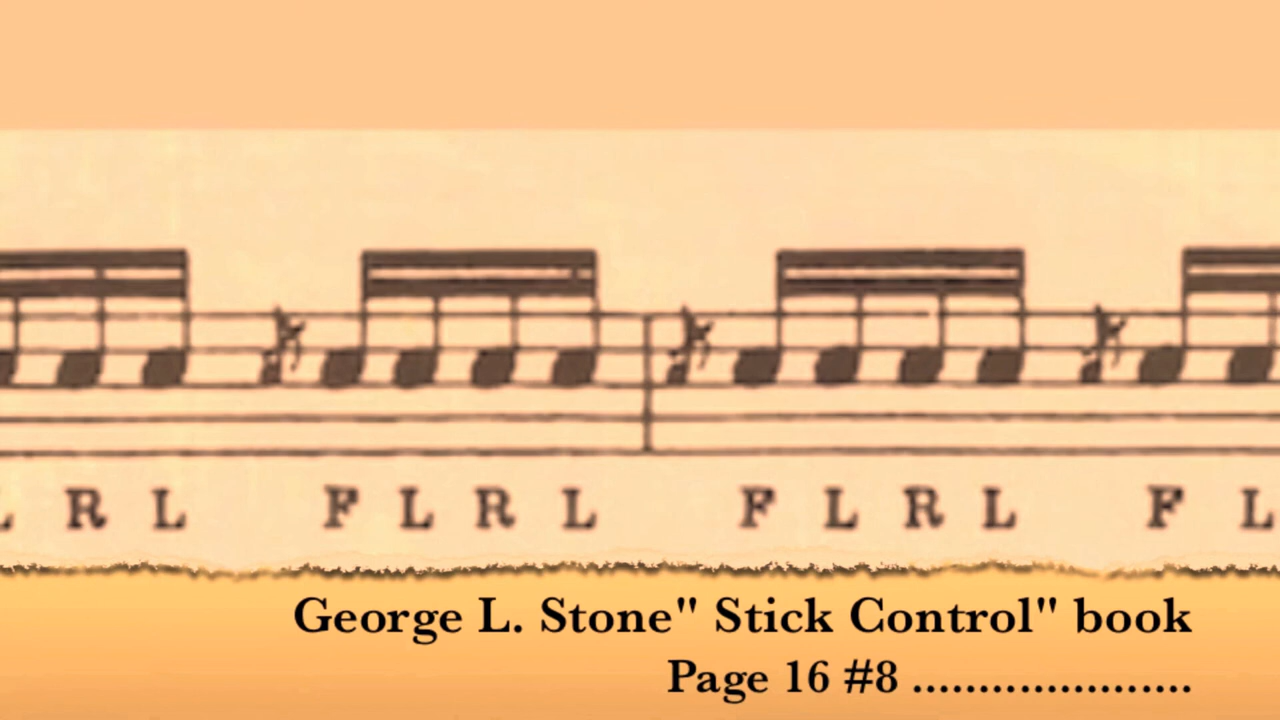 L R L F L R L F L R L F L
George L. Stone" Stick Control" book
Page 16 #8 .....................